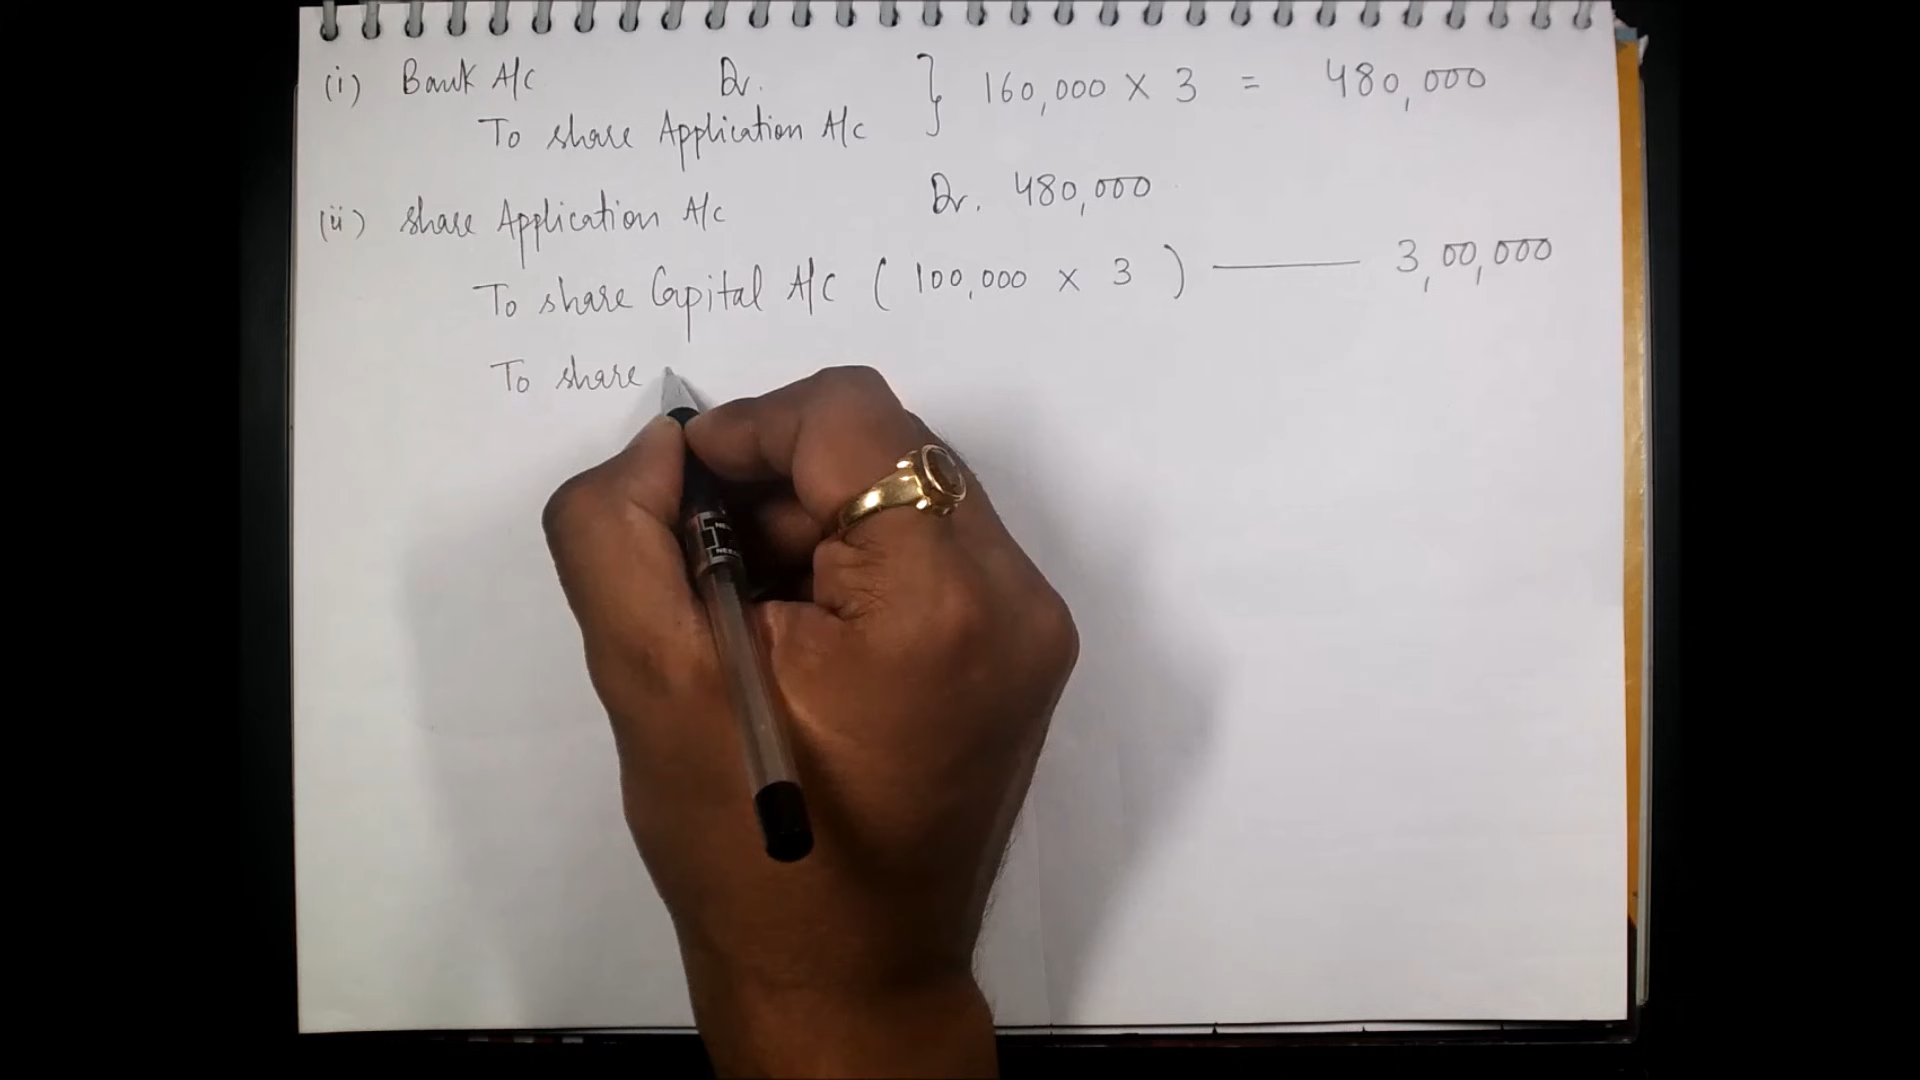 (i) Bank A/c Dr. } 160,000 X 3 = 480,000
To share Application A/c
(ii) share Application A/c Dr. 480,000
To share Capital A/c ( 100,000 x 3 ) — 3,00,000
To share